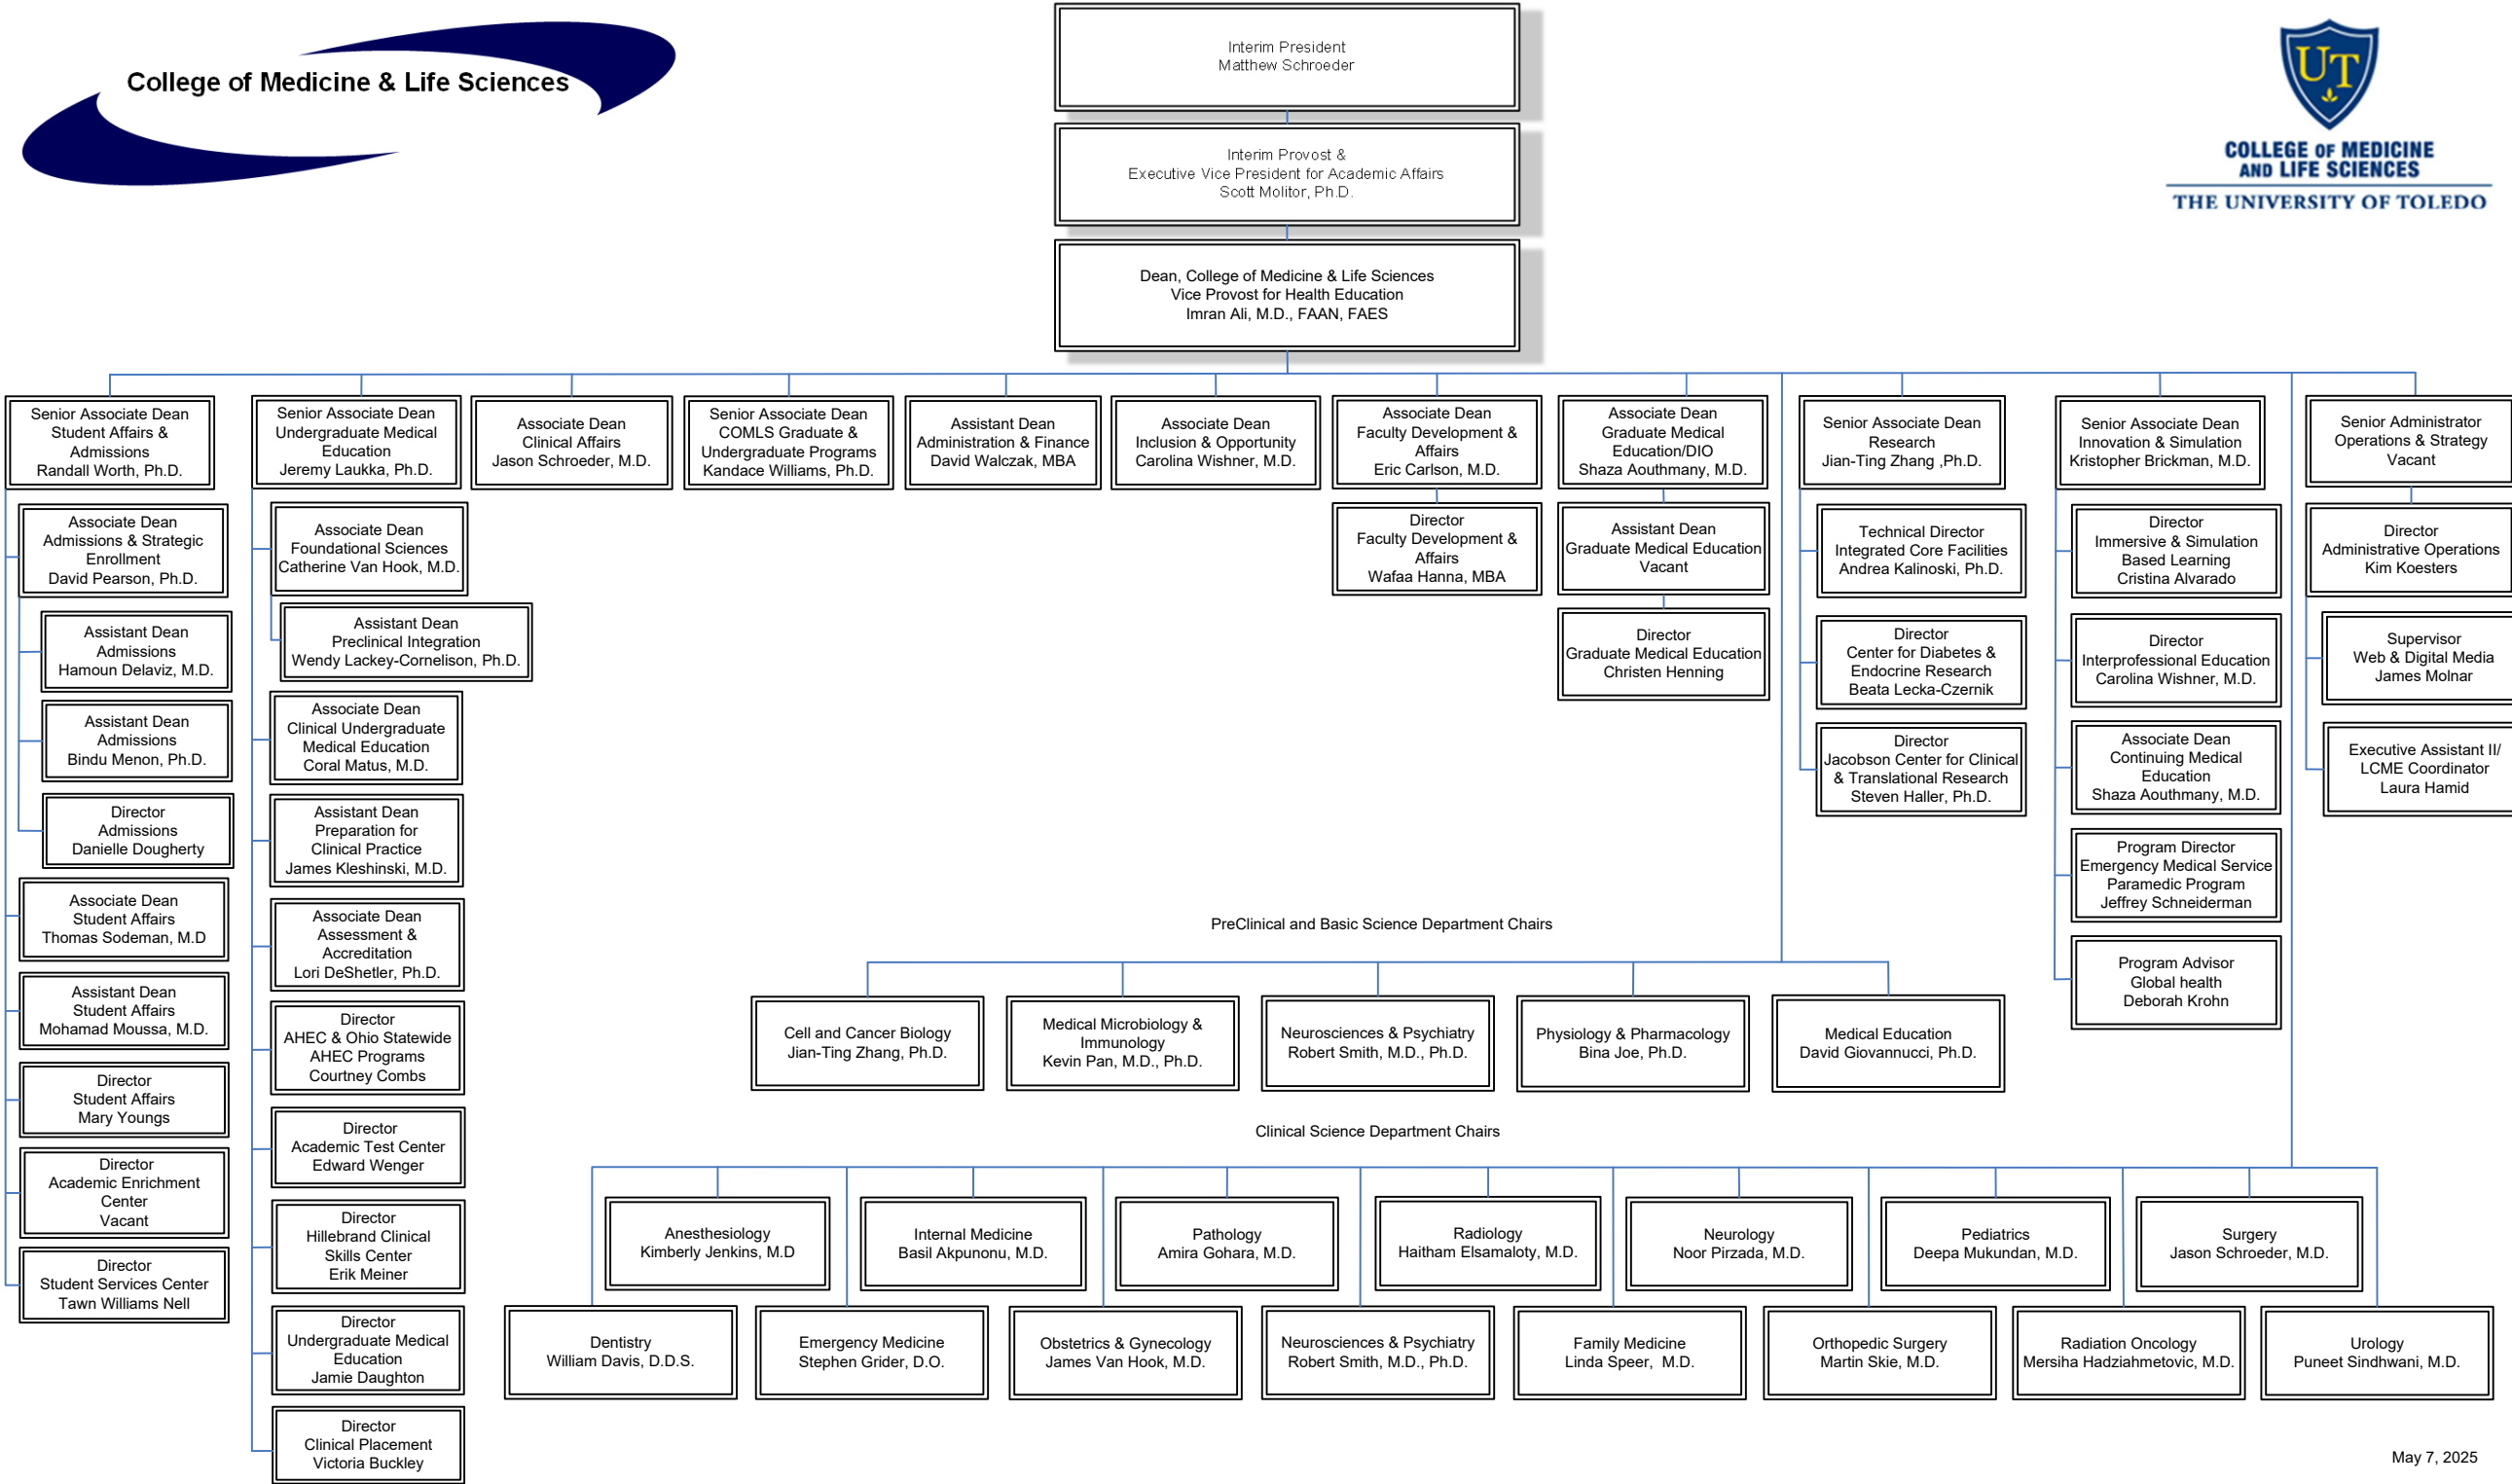 College of Medicine & Life Sciences
Interim President
Matthew Schroeder
Interim Provost &
Executive Vice President for Academic Affairs
Scott Molitor, Ph.D.
Dean, College of Medicine & Life Sciences
Vice Provost for Health Education
Imran Ali, M.D., FAAN, FAES
UT
COLLEGE OF MEDICINE
AND LIFE SCIENCES
THE UNIVERSITY OF TOLEDO
Senior Associate Dean
Student Affairs &
Admissions
Randall Worth, Ph.D.
Associate Dean
Admissions & Strategic
Enrollment
David Pearson, Ph.D.
Assistant Dean
Admissions
Hamoun Delaviz, M.D.
Assistant Dean
Admissions
Bindu Menon, Ph.D.
Director
Admissions
Danielle Dougherty
Associate Dean
Student Affairs
Thomas Sodeman, M.D
Assistant Dean
Student Affairs
Mohamad Moussa, M.D.
Director
Student Affairs
Mary Youngs
Director
Academic Enrichment
Center
Vacant
Director
Student Services Center
Tawn Williams Nell
Senior Associate Dean
Undergraduate Medical
Education
Jeremy Laukka, Ph.D.
Associate Dean
Foundational Sciences
Catherine Van Hook, M.D.
Assistant Dean
Preclinical Integration
Wendy Lackey-Cornelison, Ph.D.
Associate Dean
Clinical Undergraduate
Medical Education
Coral Matus, M.D.
Assistant Dean
Preparation for
Clinical Practice
James Kleshinski, M.D.
Associate Dean
Assessment &
Accreditation
Lori DeShetler, Ph.D.
Director
AHEC & Ohio Statewide
AHEC Programs
Courtney Combs
Director
Academic Test Center
Edward Wenger
Director
Hillebrand Clinical
Skills Center
Erik Meiner
Director
Undergraduate Medical
Education
Jamie Daughton
Director
Clinical Placement
Victoria Buckley
Associate Dean
Clinical Affairs
Jason Schroeder, M.D.
Senior Associate Dean
COMLS Graduate &
Undergraduate Programs
Kandace Williams, Ph.D.
Assistant Dean
Administration & Finance
David Walczak, MBA
Associate Dean
Inclusion & Opportunity
Carolina Wishner, M.D.
Associate Dean
Faculty Development &
Affairs
Eric Carlson, M.D.
Director
Faculty Development &
Affairs
Wafaa Hanna, MBA
Associate Dean
Graduate Medical
Education/DIO
Shaza Aouthmany, M.D.
Assistant Dean
Graduate Medical Education
Vacant
Director
Graduate Medical Education
Christen Henning
Senior Associate Dean
Research
Jian-Ting Zhang ,Ph.D.
Technical Director
Integrated Core Facilities
Andrea Kalinoski, Ph.D.
Director
Center for Diabetes &
Endocrine Research
Beata Lecka-Czernik
Director
Jacobson Center for Clinical
& Translational Research
Steven Haller, Ph.D.
Senior Associate Dean
Innovation & Simulation
Kristopher Brickman, M.D.
Director
Immersive & Simulation
Based Learning
Cristina Alvarado
Director
Interprofessional Education
Carolina Wishner, M.D.
Associate Dean
Continuing Medical
Education
Shaza Aouthmany, M.D.
Program Director
Emergency Medical Service
Paramedic Program
Jeffrey Schneiderman
Program Advisor
Global health
Deborah Krohn
Senior Administrator
Operations & Strategy
Vacant
Director
Administrative Operations
Kim Koesters
Supervisor
Web & Digital Media
James Molnar
Executive Assistant II/
LCME Coordinator
Laura Hamid
PreClinical and Basic Science Department Chairs
Cell and Cancer Biology
Jian-Ting Zhang, Ph.D.
Medical Microbiology &
Immunology
Kevin Pan, M.D., Ph.D.
Neurosciences & Psychiatry
Robert Smith, M.D., Ph.D.
Physiology & Pharmacology
Bina Joe, Ph.D.
Medical Education
David Giovannucci, Ph.D.
Clinical Science Department Chairs
Anesthesiology
Kimberly Jenkins, M.D
Internal Medicine
Basil Akpunonu, M.D.
Pathology
Amira Gohara, M.D.
Radiology
Haitham Elsamaloty, M.D.
Neurology
Noor Pirzada, M.D.
Pediatrics
Deepa Mukundan, M.D.
Surgery
Jason Schroeder, M.D.
Dentistry
William Davis, D.D.S.
Emergency Medicine
Stephen Grider, D.O.
Obstetrics & Gynecology
James Van Hook, M.D.
Neurosciences & Psychiatry
Robert Smith, M.D., Ph.D.
Family Medicine
Linda Speer, M.D.
Orthopedic Surgery
Martin Skie, M.D.
Radiation Oncology
Mersiha Hadziahmetovic, M.D.
Urology
Puneet Sindhwani, M.D.
May 7, 2025